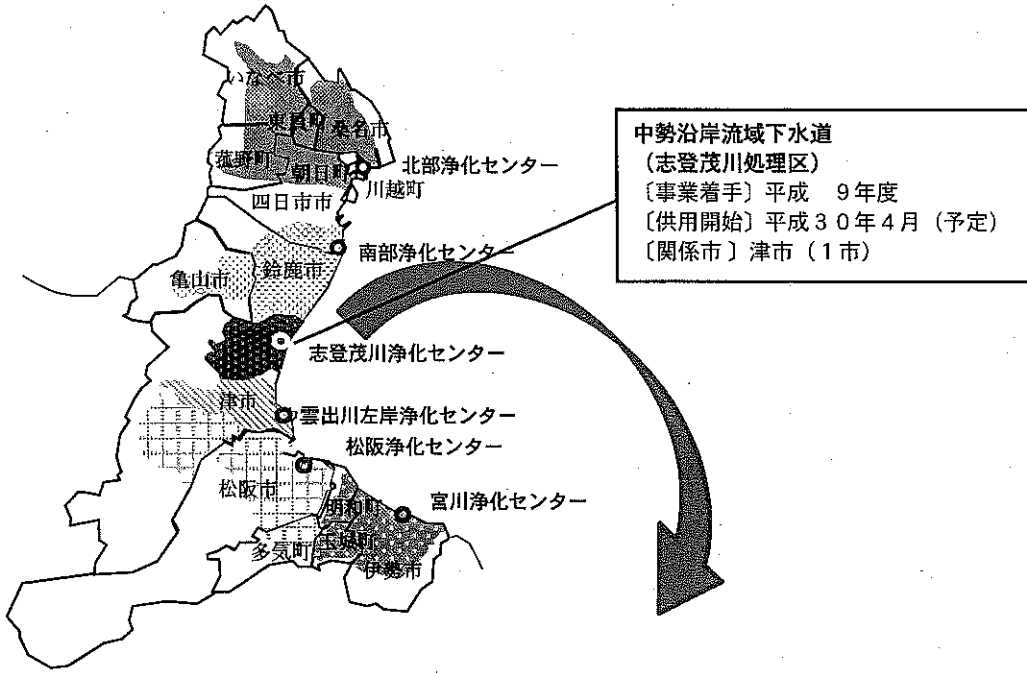 いなべ市
東員町
桑名市
菰野町
朝日町
北部浄化センター
川越町
四日市市
南部浄化センター
鈴鹿市
亀山市
志登茂川浄化センター
津市
雲出川左岸浄化センター
松阪浄化センター
松阪市
宮川浄化センター
明和町
玉城町
多気町
伊勢市
中勢沿岸流域下水道
（志登茂川処理区）
〔事業着手〕平成　９年度
〔供用開始〕平成３０年４月（予定）
〔関係市〕津市（１市）